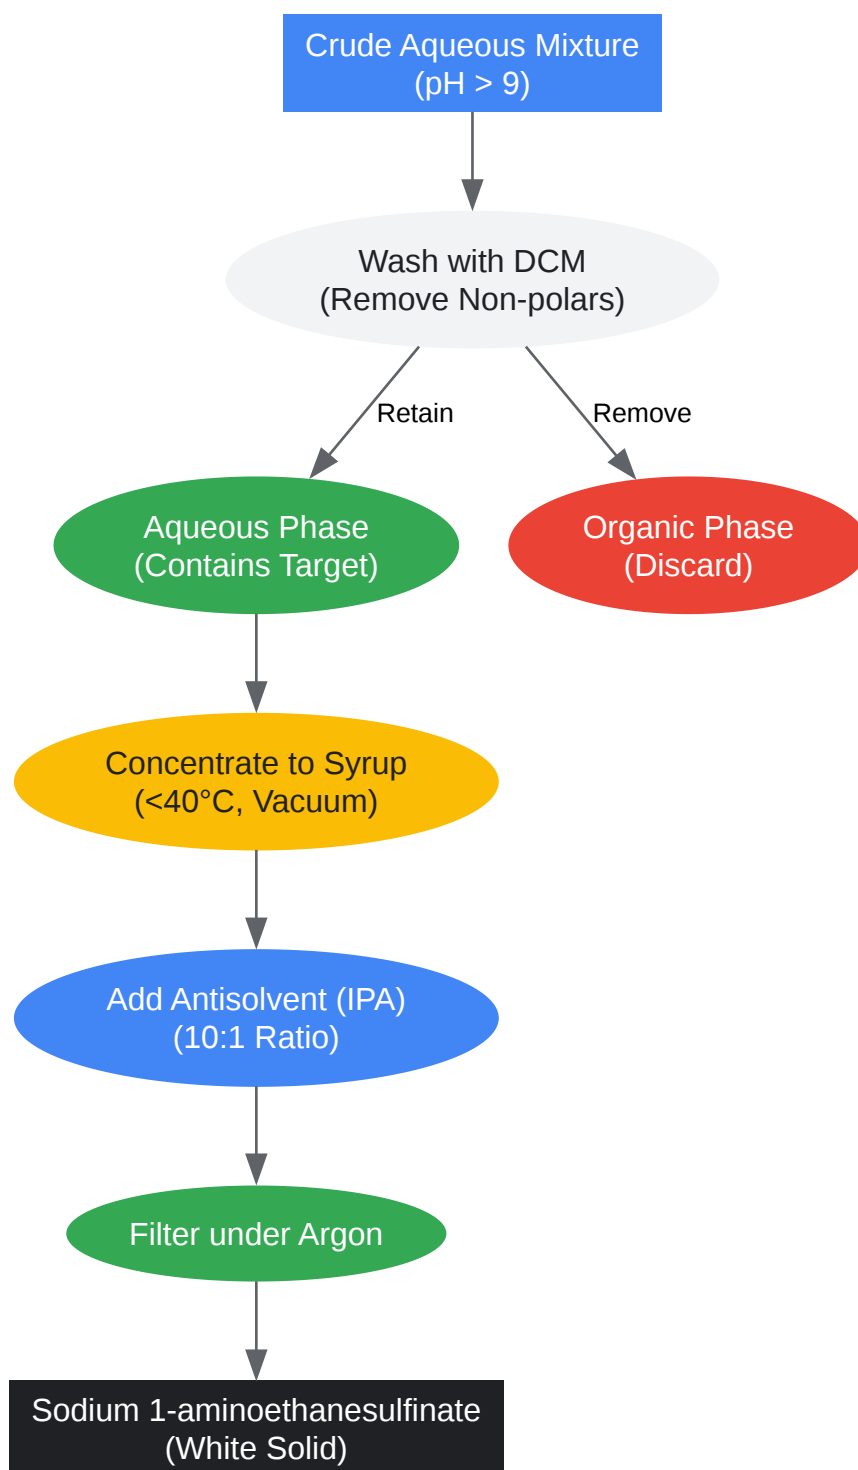 Crude Aqueous Mixture
(pH > 9)
Wash with DCM
(Remove Non-polars)
Retain
Remove
Aqueous Phase
(Contains Target)
Organic Phase
(Discard)
Concentrate to Syrup
(<40°C, Vacuum)
Add Antisolvent (IPA)
(10:1 Ratio)
Filter under Argon
Sodium 1-aminoethanesulfinate
(White Solid)